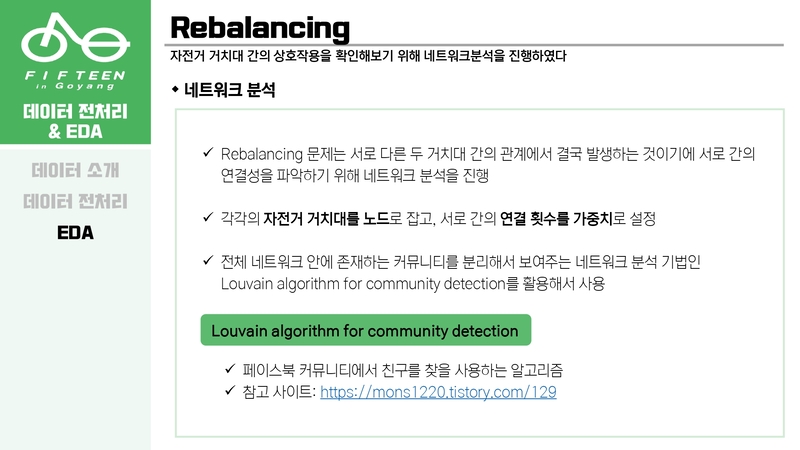 FIFTEEN
in Goyang
데이터 전처리
& EDA
데이터 소개
데이터 전처리
EDA
Rebalancing
자전거 거치대 간의 상호작용을 확인해보기 위해 네트워크분석을 진행하였다
◆ 네트워크 분석
✓ Rebalancing 문제는 서로 다른 두 거치대 간의 관계에서 결국 발생하는 것이기에 서로 간의
연결성을 파악하기 위해 네트워크 분석을 진행
✓ 각각의 자전거 거치대를 노드로 잡고, 서로 간의 연결 횟수를 가중치로 설정
✓ 전체 네트워크 안에 존재하는 커뮤니티를 분리해서 보여주는 네트워크 분석 기법인
Louvain algorithm for community detection를 활용해서 사용
Louvain algorithm for community detection
✓ 페이스북 커뮤니티에서 친구를 찾을 사용하는 알고리즘
✓ 참고 사이트: https://mons1220.tistory.com/129